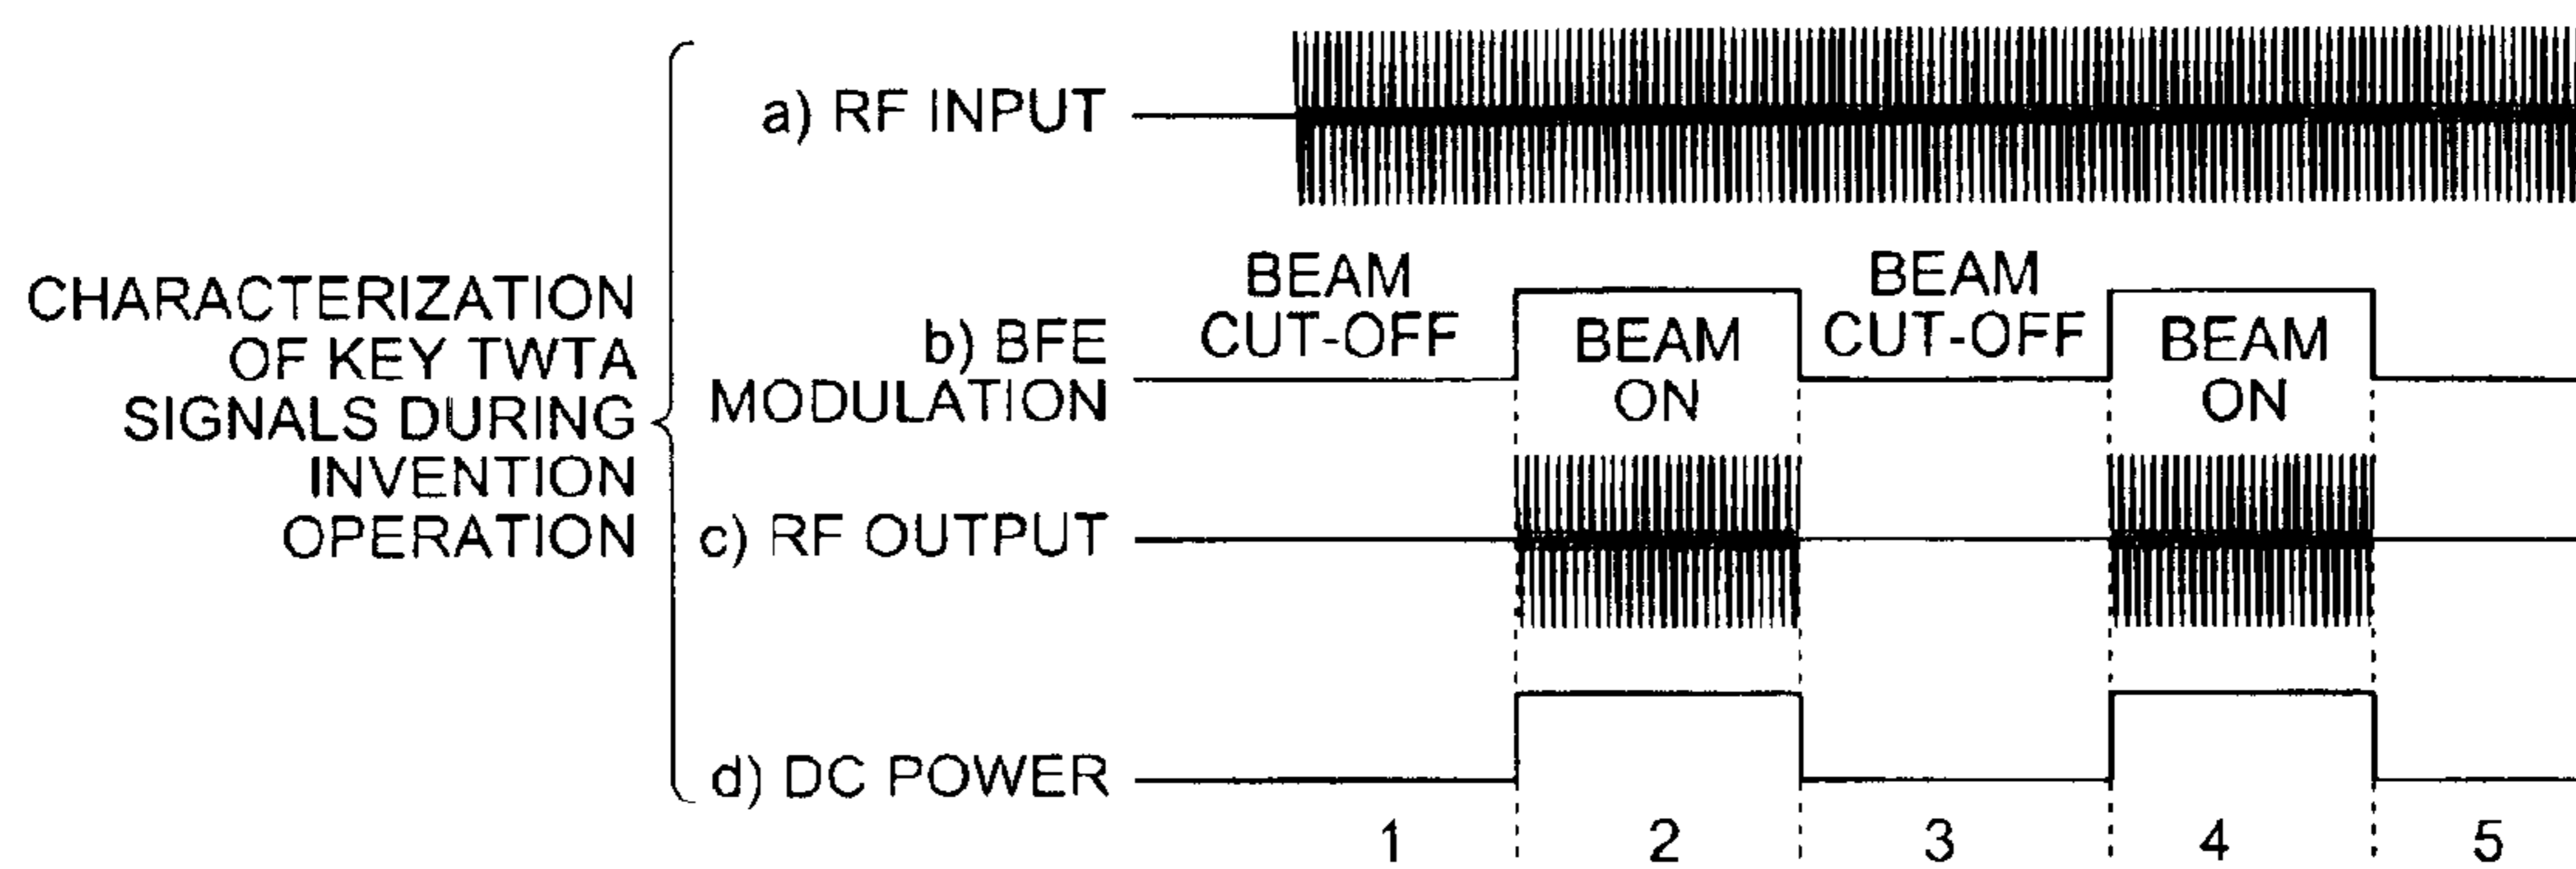 CHARACTERIZATION
OF KEY TWTA
SIGNALS DURING
INVENTION
OPERATION
a) RF INPUT
b) BFE
MODULATION
BEAM
CUT-OFF
BEAM
ON
BEAM
CUT-OFF
BEAM
ON
c) RF OUTPUT
d) DC POWER
1 2 3 4 5